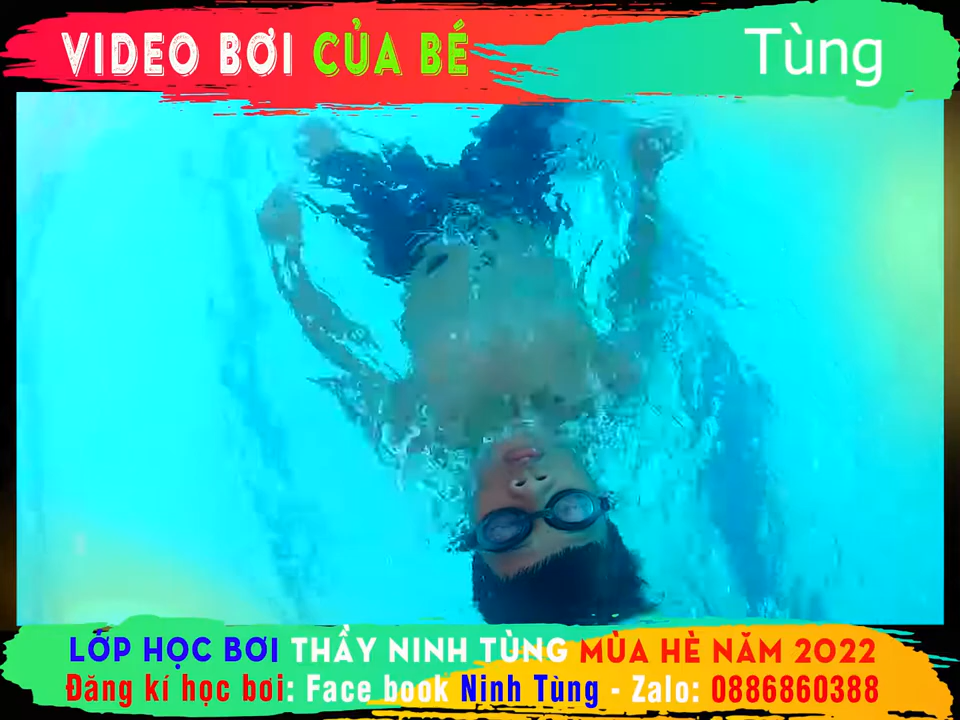 VIDEO BƠI CỦA BÉ
Tùng
LỚP HỌC BƠI THẦY NINH TÙNG MÙA HÈ NĂM 2022
Đăng kí học bơi: Face book Ninh Tùng - Zalo: 0886860388